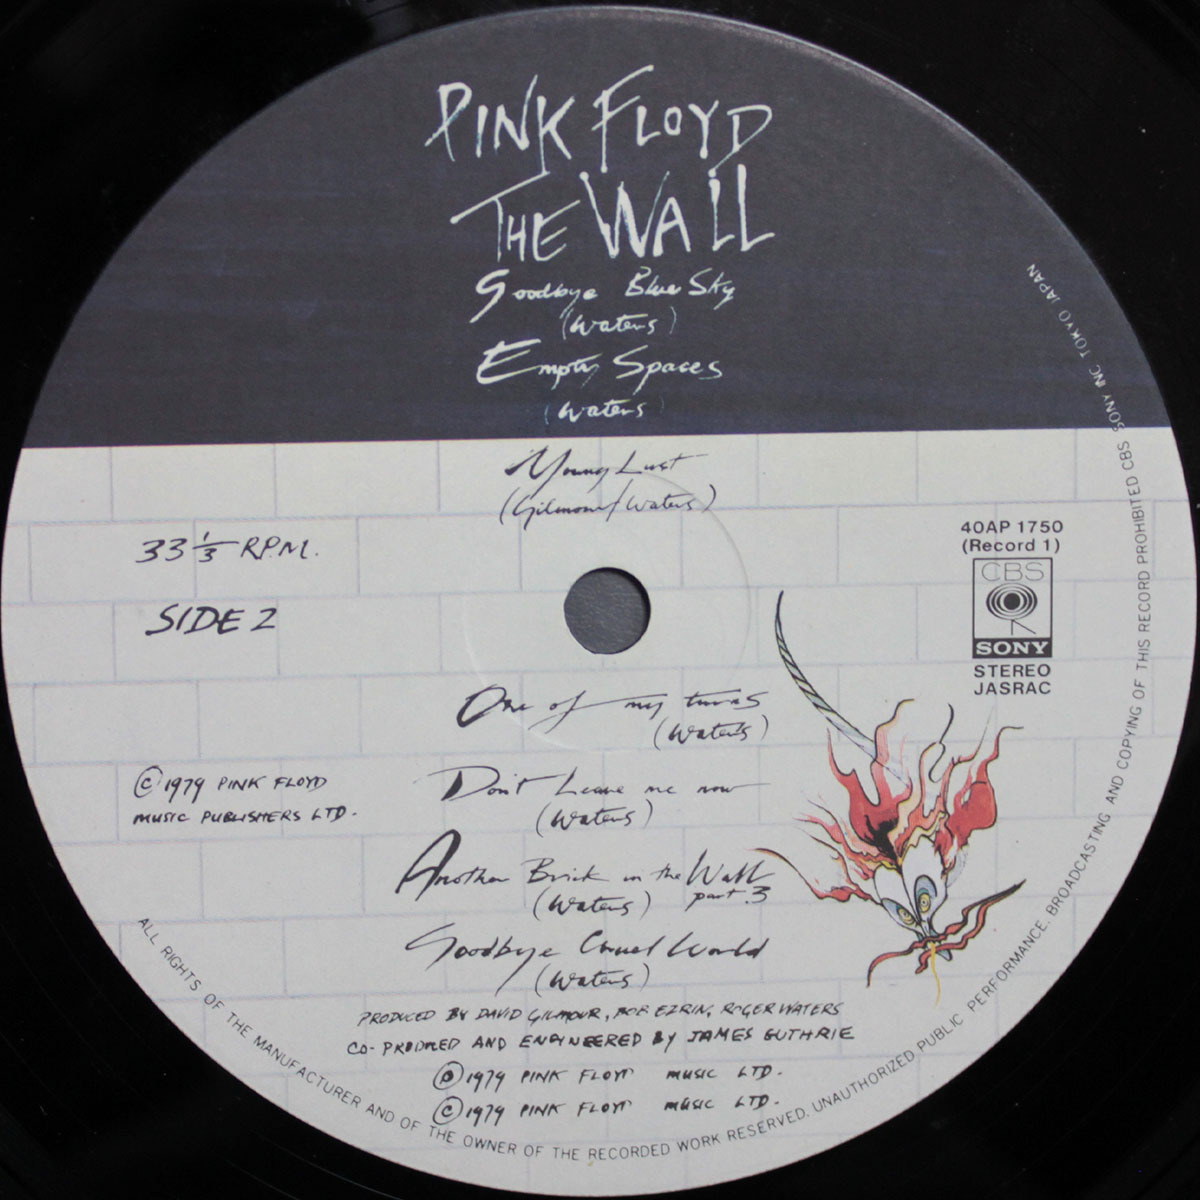 PINK FLOYD
THE WALL
Goodbye Blue Sky
(Waters)
Empty Spaces
(Waters)
Young Lust
(Gilmour/Waters)
33 1/3 R.P.M.
SIDE 2
40AP 1750
(Record 1)
CBS
SONY
STEREO
JASRAC
One of my turns
(Waters)
Don't Leave me now
(Waters)
Another Brick in the Wall
part.3
(Waters)
Goodbye Cruel World
(Waters)
© 1979 PINK FLOYD
MUSIC PUBLISHERS LTD.
PRODUCED BY DAVID GILMOUR, BOB EZRIN, ROGER WATERS
CO-PRODUCED AND ENGINEERED BY JAMES GUTHRIE
℗ 1979 PINK FLOYD MUSIC LTD.
© 1979 PINK FLOYD MUSIC LTD.
ALL RIGHTS OF THE MANUFACTURER AND OF THE OWNER OF THE RECORDED WORK RESERVED. UNAUTHORIZED PUBLIC PERFORMANCE. BROADCASTING AND COPYING OF THIS RECORD PROHIBITED CBS SONY INC. TOKYO JAPAN